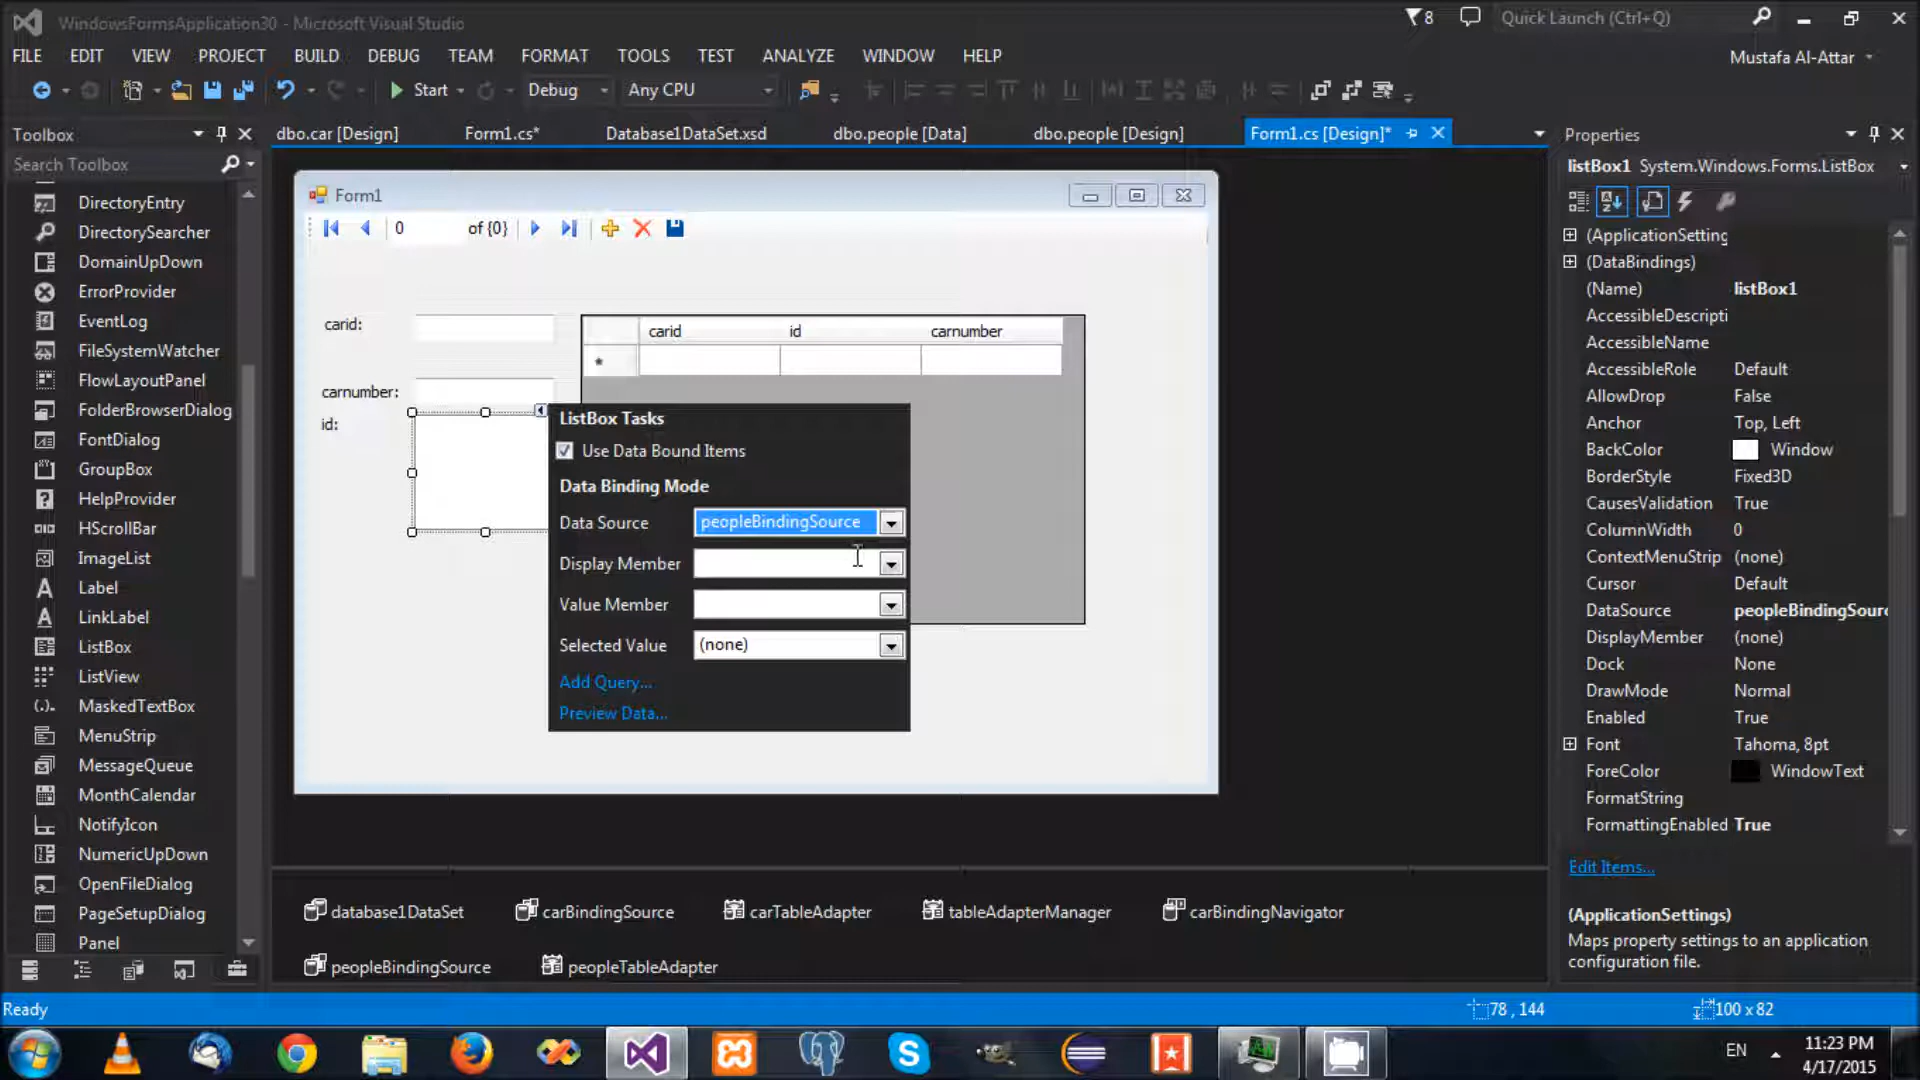 WindowsFormsApplication30 - Microsoft Visual Studio
8
Quick Launch (Ctrl+Q)
FILE EDIT VIEW PROJECT BUILD DEBUG TEAM FORMAT TOOLS TEST ANALYZE WINDOW HELP
Mustafa Al-Attar
Start Debug Any CPU
Toolbox
dbo.car [Design] Form1.cs* Database1DataSet.xsd dbo.people [Data] dbo.people [Design] Form1.cs [Design]*
Search Toolbox
DirectoryEntry
DirectorySearcher
DomainUpDown
ErrorProvider
EventLog
FileSystemWatcher
FlowLayoutPanel
FolderBrowserDialog
FontDialog
GroupBox
HelpProvider
HScrollBar
ImageList
Label
LinkLabel
ListBox
ListView
MaskedTextBox
MenuStrip
MessageQueue
MonthCalendar
NotifyIcon
NumericUpDown
OpenFileDialog
PageSetupDialog
Panel
Form1
0 of {0}
carid:
carnumber:
id:
carid id carnumber
*
ListBox Tasks
Use Data Bound Items
Data Binding Mode
Data Source peopleBindingSource
Display Member
Value Member
Selected Value (none)
Add Query...
Preview Data...
database1DataSet carBindingSource carTableAdapter tableAdapterManager carBindingNavigator
peopleBindingSource peopleTableAdapter
Properties
listBox1 System.Windows.Forms.ListBox
(ApplicationSetting
(DataBindings)
(Name) listBox1
AccessibleDescripti
AccessibleName
AccessibleRole Default
AllowDrop False
Anchor Top, Left
BackColor Window
BorderStyle Fixed3D
CausesValidation True
ColumnWidth 0
ContextMenuStrip (none)
Cursor Default
DataSource peopleBindingSourc
DisplayMember (none)
Dock None
DrawMode Normal
Enabled True
Font Tahoma, 8pt
ForeColor WindowText
FormatString
FormattingEnabled True
Edit Items...
(ApplicationSettings)
Maps property settings to an application
configuration file.
Ready
78 , 144
100 x 82
EN
11:23 PM
4/17/2015